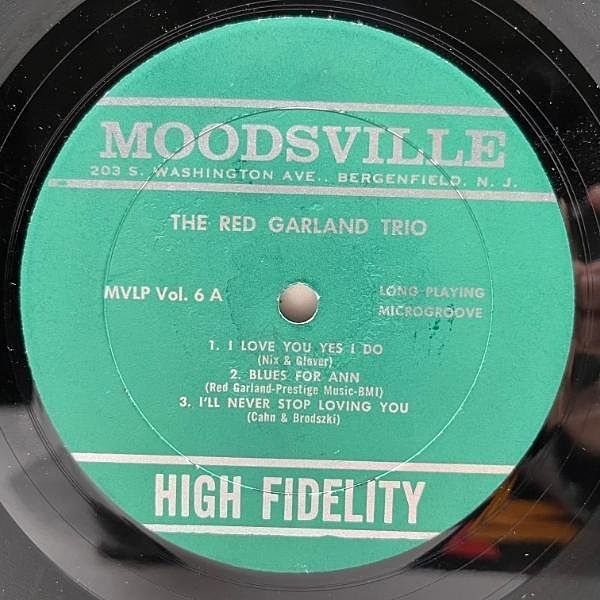 MOODSVILLE
203 S. WASHINGTON AVE., BERGENFIELD, N. J.
THE RED GARLAND TRIO
MVLP Vol. 6 A
LONG PLAYING
MICROGROOVE
1. I LOVE YOU YES I DO
(Nix & Glover)
2. BLUES FOR ANN
(Red Garland-Prestige Music-BMI)
3. I'LL NEVER STOP LOVING YOU
(Cahn & Brodszki)
HIGH FIDELITY